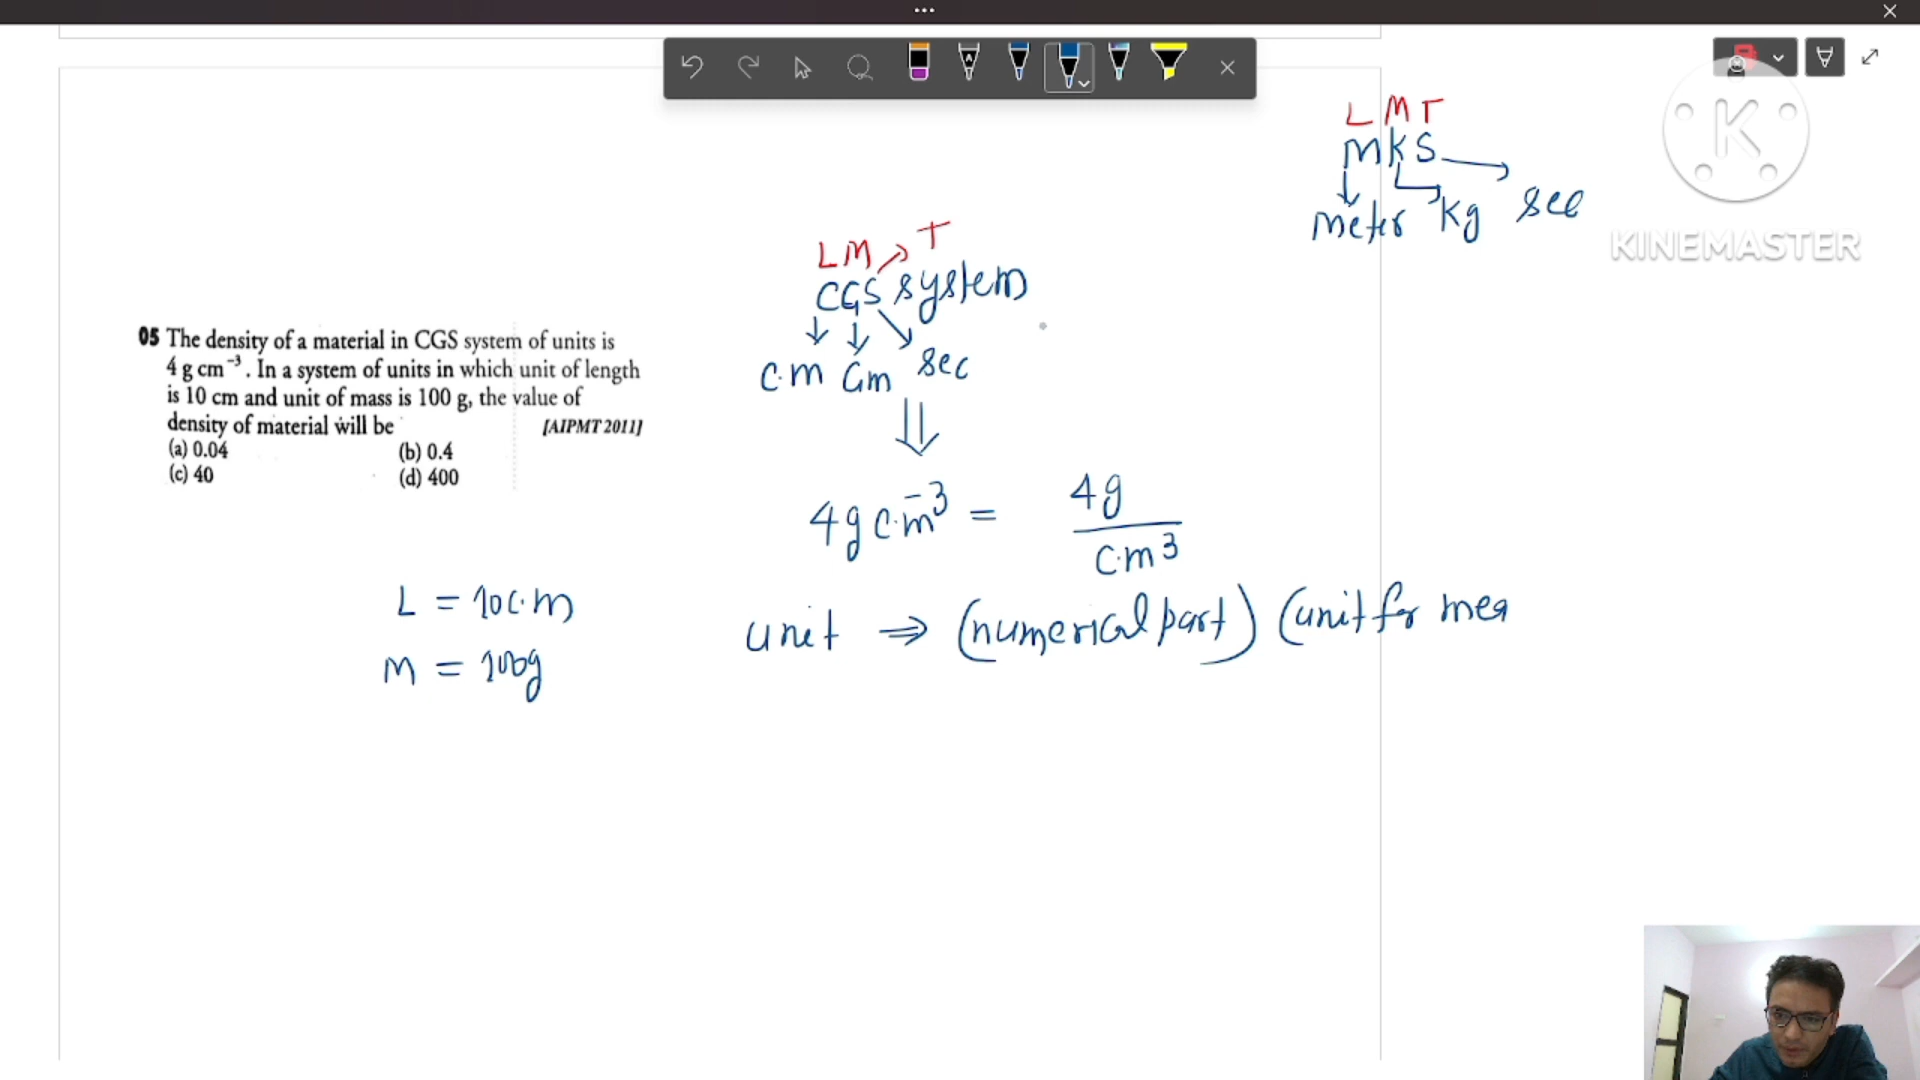 L M T
MKS
meter kg sec
KINEMASTER
L M T
CGS system
c.m Gm sec
05 The density of a material in CGS system of units is
4 g cm⁻³. In a system of units in which unit of length
is 10 cm and unit of mass is 100 g, the value of
density of material will be [AIPMT 2011]
(a) 0.04 (b) 0.4
(c) 40 (d) 400
4g c.m⁻³ = 4g
c.m³
L = 10c.m
M = 100g
unit ⇒ (numerical part) (unit for mea